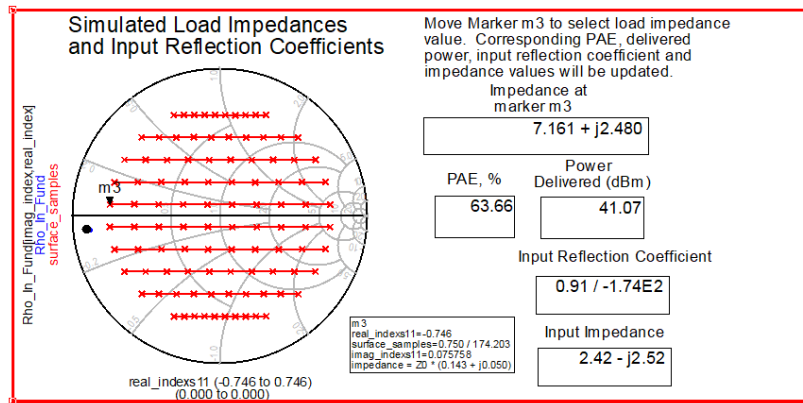 Simulated Load Impedances
and Input Reflection Coefficients
Move Marker m3 to select load impedance
value. Corresponding PAE, delivered
power, input reflection coefficient and
impedance values will be updated.
Impedance at
marker m3
7.161 + j2.480
PAE, %
Power
Delivered (dBm)
63.66
41.07
Input Reflection Coefficient
0.91 / -1.74E2
Input Impedance
2.42 - j2.52
Rho_In_Fund[imag_index,real_index]
Rho_In_Fund
surface_samples
m3
m3
real_indexs11=-0.746
surface_samples=0.750 / 174.203
imag_indexs11=0.075758
impedance = Z0 * (0.143 + j0.050)
real_indexs11 (-0.746 to 0.746)
(0.000 to 0.000)